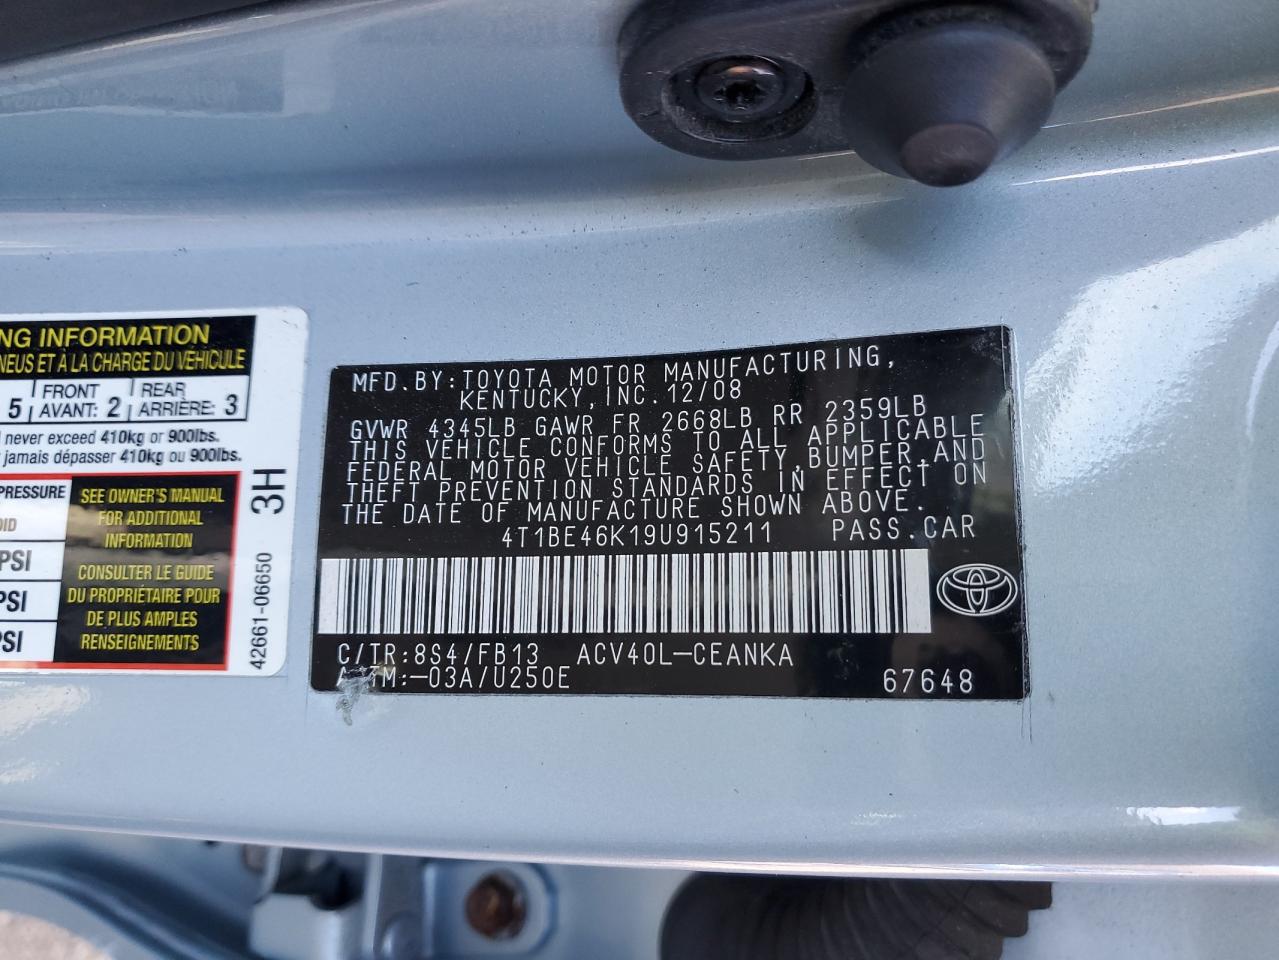 NG INFORMATION
NEUS ET À LA CHARGE DU VÉHICULE
5 FRONT AVANT: 2 REAR ARRIÈRE: 3
never exceed 410kg or 900lbs.
jamais dépasser 410kg ou 900lbs.
PRESSURE
PSI
PSI
PSI
SEE OWNER'S MANUAL
FOR ADDITIONAL
INFORMATION
CONSULTER LE GUIDE
DU PROPRIÉTAIRE POUR
DE PLUS AMPLES
RENSEIGNEMENTS
3H
42661-06650
MFD.BY:TOYOTA MOTOR MANUFACTURING,
KENTUCKY, INC. 12/08
GVWR 4345LB GAWR FR 2668LB RR 2359LB
THIS VEHICLE CONFORMS TO ALL APPLICABLE
FEDERAL MOTOR VEHICLE SAFETY,BUMPER,AND
THEFT PREVENTION STANDARDS IN EFFECT ON
THE DATE OF MANUFACTURE SHOWN ABOVE.
4T1BE46K19U915211 PASS.CAR
C/TR:8S4/FB13 ACV40L-CEANKA
TM:-03A/U250E 67648